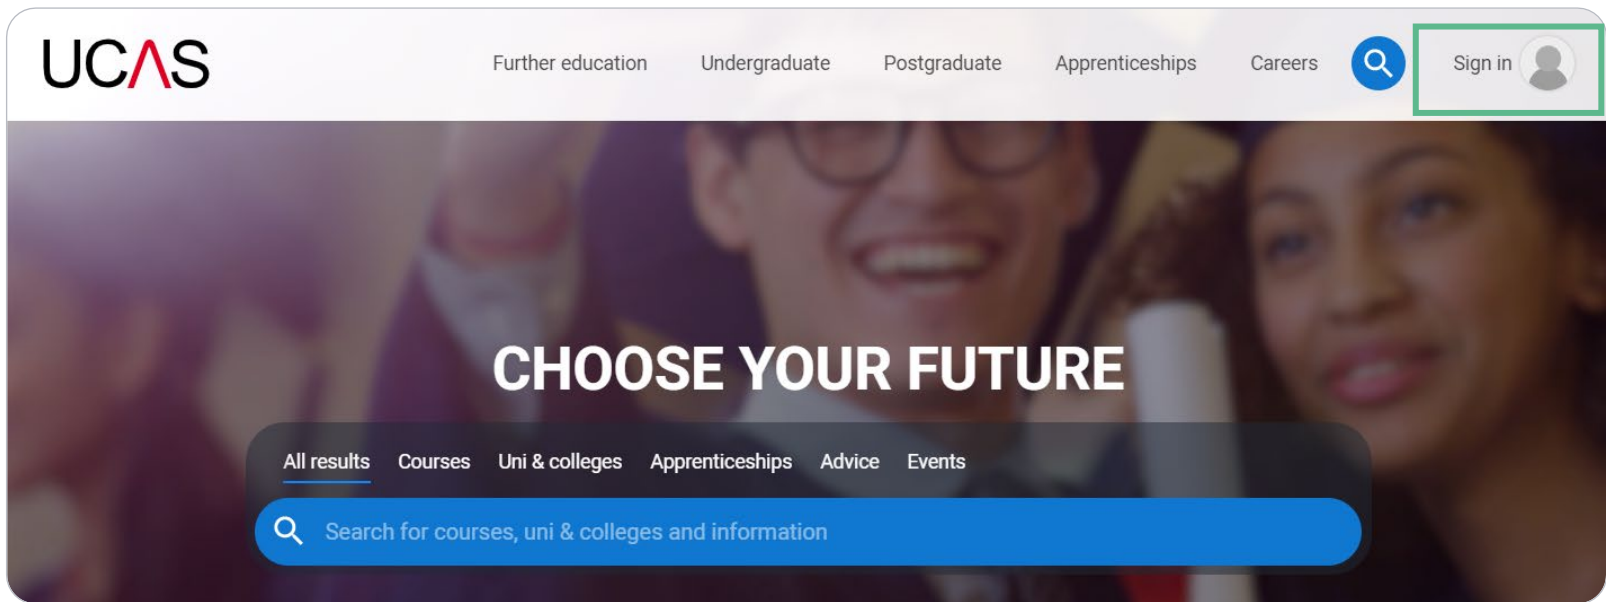 UCAS
Further education Undergraduate Postgraduate Apprenticeships Careers Sign in
CHOOSE YOUR FUTURE
All results Courses Uni & colleges Apprenticeships Advice Events
Search for courses, uni & colleges and information